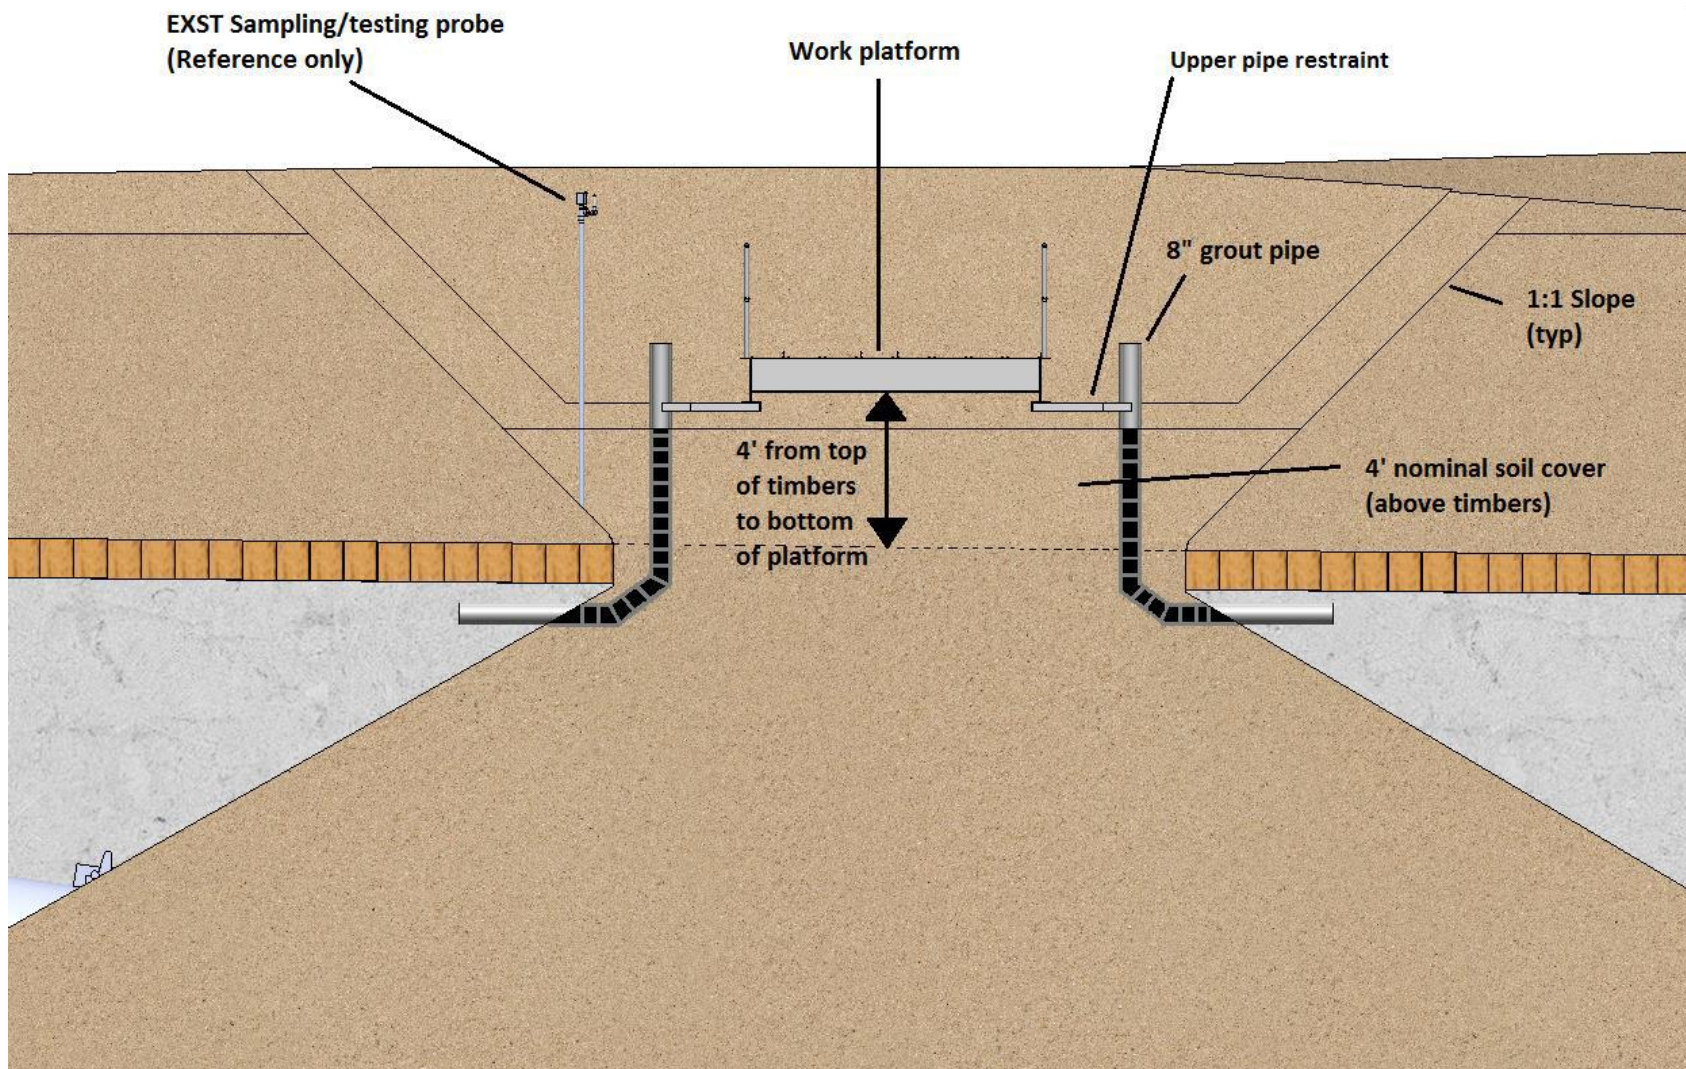 EXST Sampling/testing probe
(Reference only)
Work platform
Upper pipe restraint
8" grout pipe
1:1 Slope
(typ)
4' from top
of timbers
to bottom
of platform
4' nominal soil cover
(above timbers)